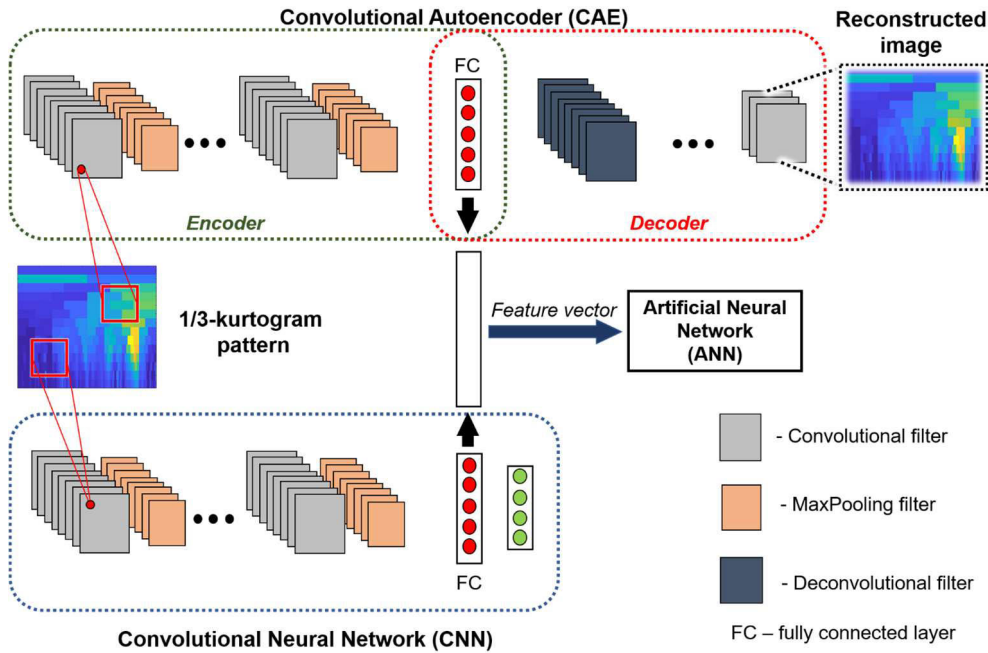 Convolutional Autoencoder (CAE)
Reconstructed
image
FC
Encoder
Decoder
1/3-kurtogram
pattern
Feature vector
Artificial Neural
Network
(ANN)
- Convolutional filter
- MaxPooling filter
- Deconvolutional filter
FC – fully connected layer
FC
Convolutional Neural Network (CNN)